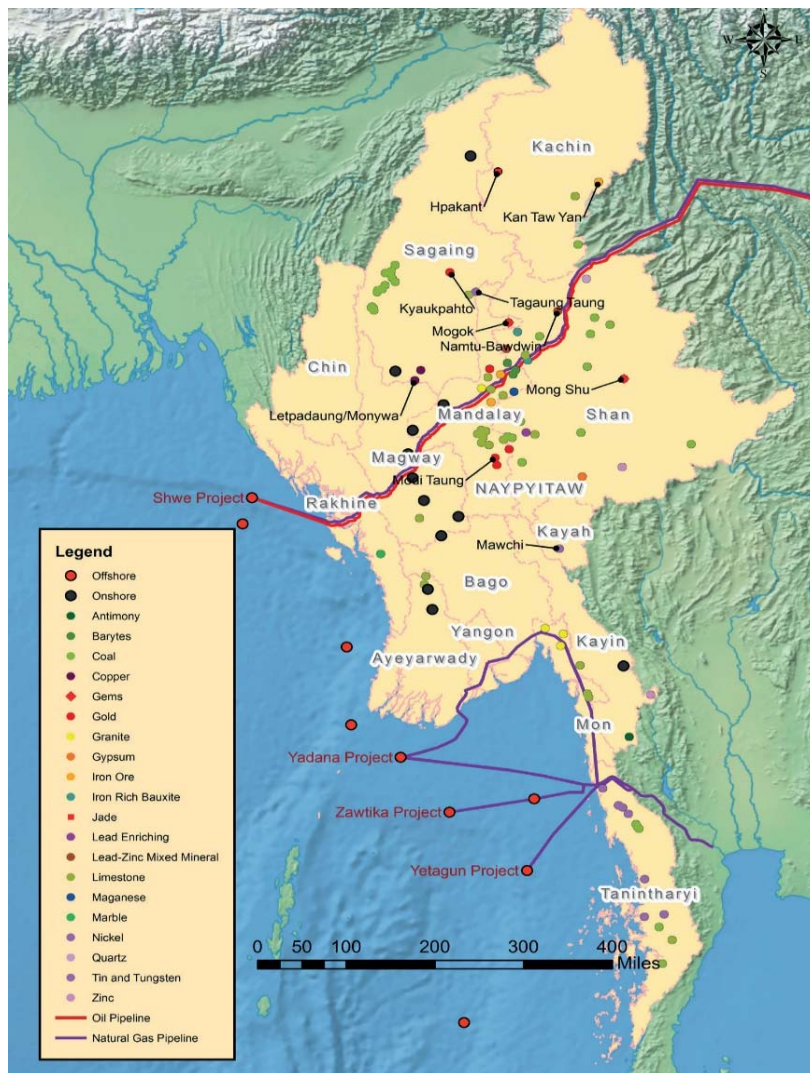 N
W
E
S
Kachin
Hpakant
Kan Taw Yan
Sagaing
Kyaukpahto
Tagaung Taung
Mogok
Namtu-Bawdwin
Chin
Letpadaung/Monywa
Mandalay
Mong Shu
Shan
Magway
Modi Taung
NAYPYITAW
Shwe Project
Rakhine
Kayah
Mawchi
Bago
Yangon
Kayin
Ayeyarwady
Mon
Yadana Project
Zawtika Project
Yetagun Project
Tanintharyi
0 50 100 200 300 400
Miles
Legend
Offshore
Onshore
Antimony
Barytes
Coal
Copper
Gems
Gold
Granite
Gypsum
Iron Ore
Iron Rich Bauxite
Jade
Lead Enriching
Lead-Zinc Mixed Mineral
Limestone
Maganese
Marble
Nickel
Quartz
Tin and Tungsten
Zinc
Oil Pipeline
Natural Gas Pipeline